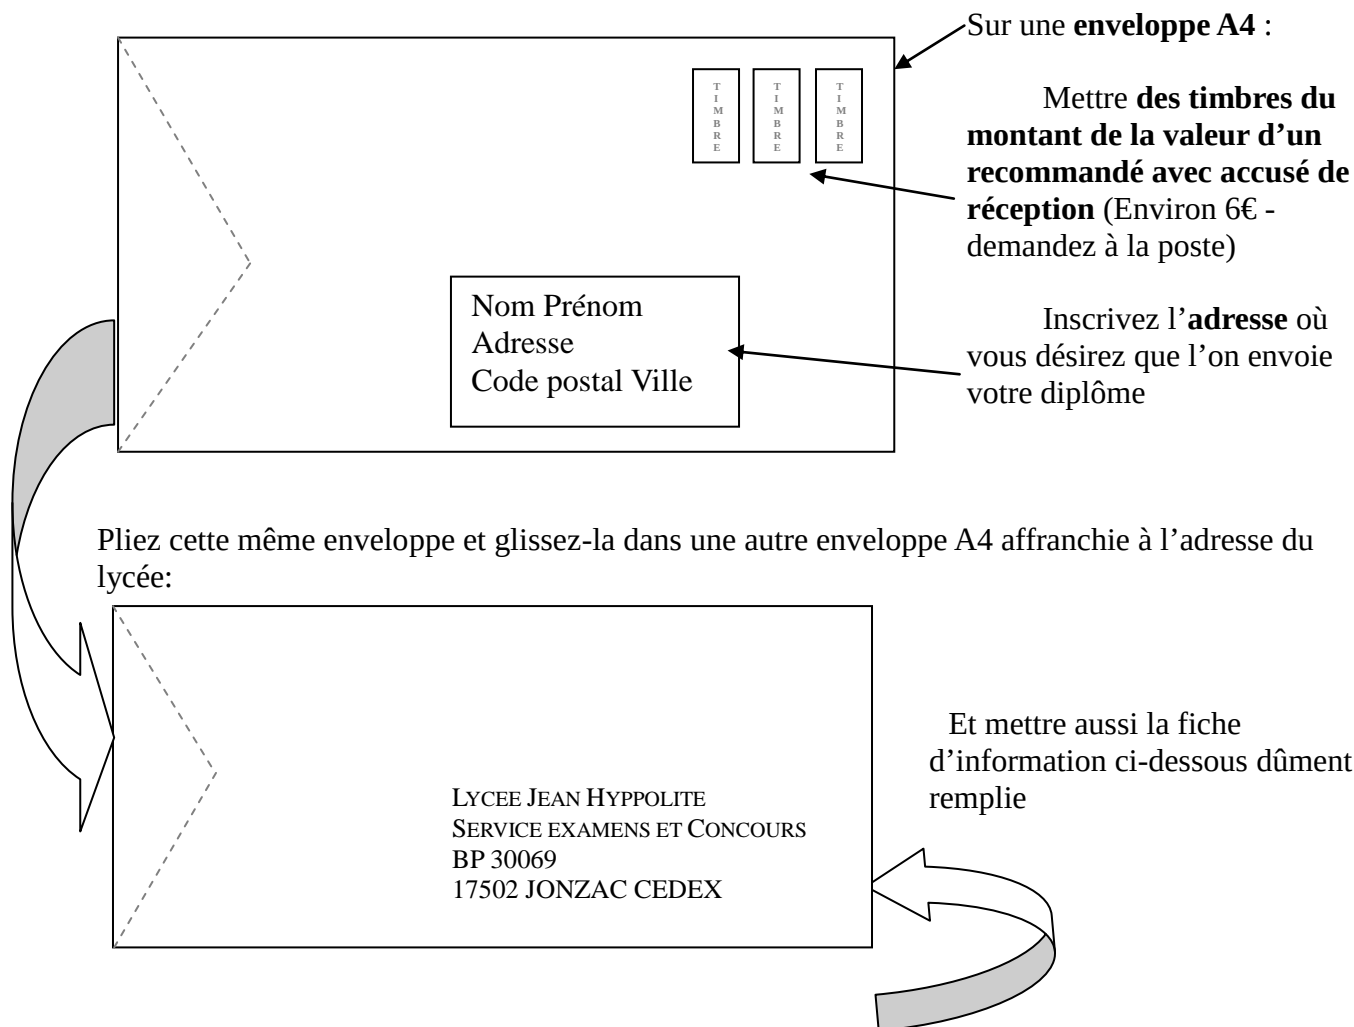 Sur une enveloppe A4 :
TIMBRE
TIMBRE
TIMBRE
Mettre des timbres du
montant de la valeur d’un
recommandé avec accusé de
réception (Environ 6€ -
demandez à la poste)
Nom Prénom
Adresse
Code postal Ville
Inscrivez l’adresse où
vous désirez que l’on envoie
votre diplôme
Pliez cette même enveloppe et glissez-la dans une autre enveloppe A4 affranchie à l’adresse du
lycée:
Et mettre aussi la fiche
d’information ci-dessous dûment
remplie
LYCEE JEAN HYPPOLITE
SERVICE EXAMENS ET CONCOURS
BP 30069
17502 JONZAC CEDEX